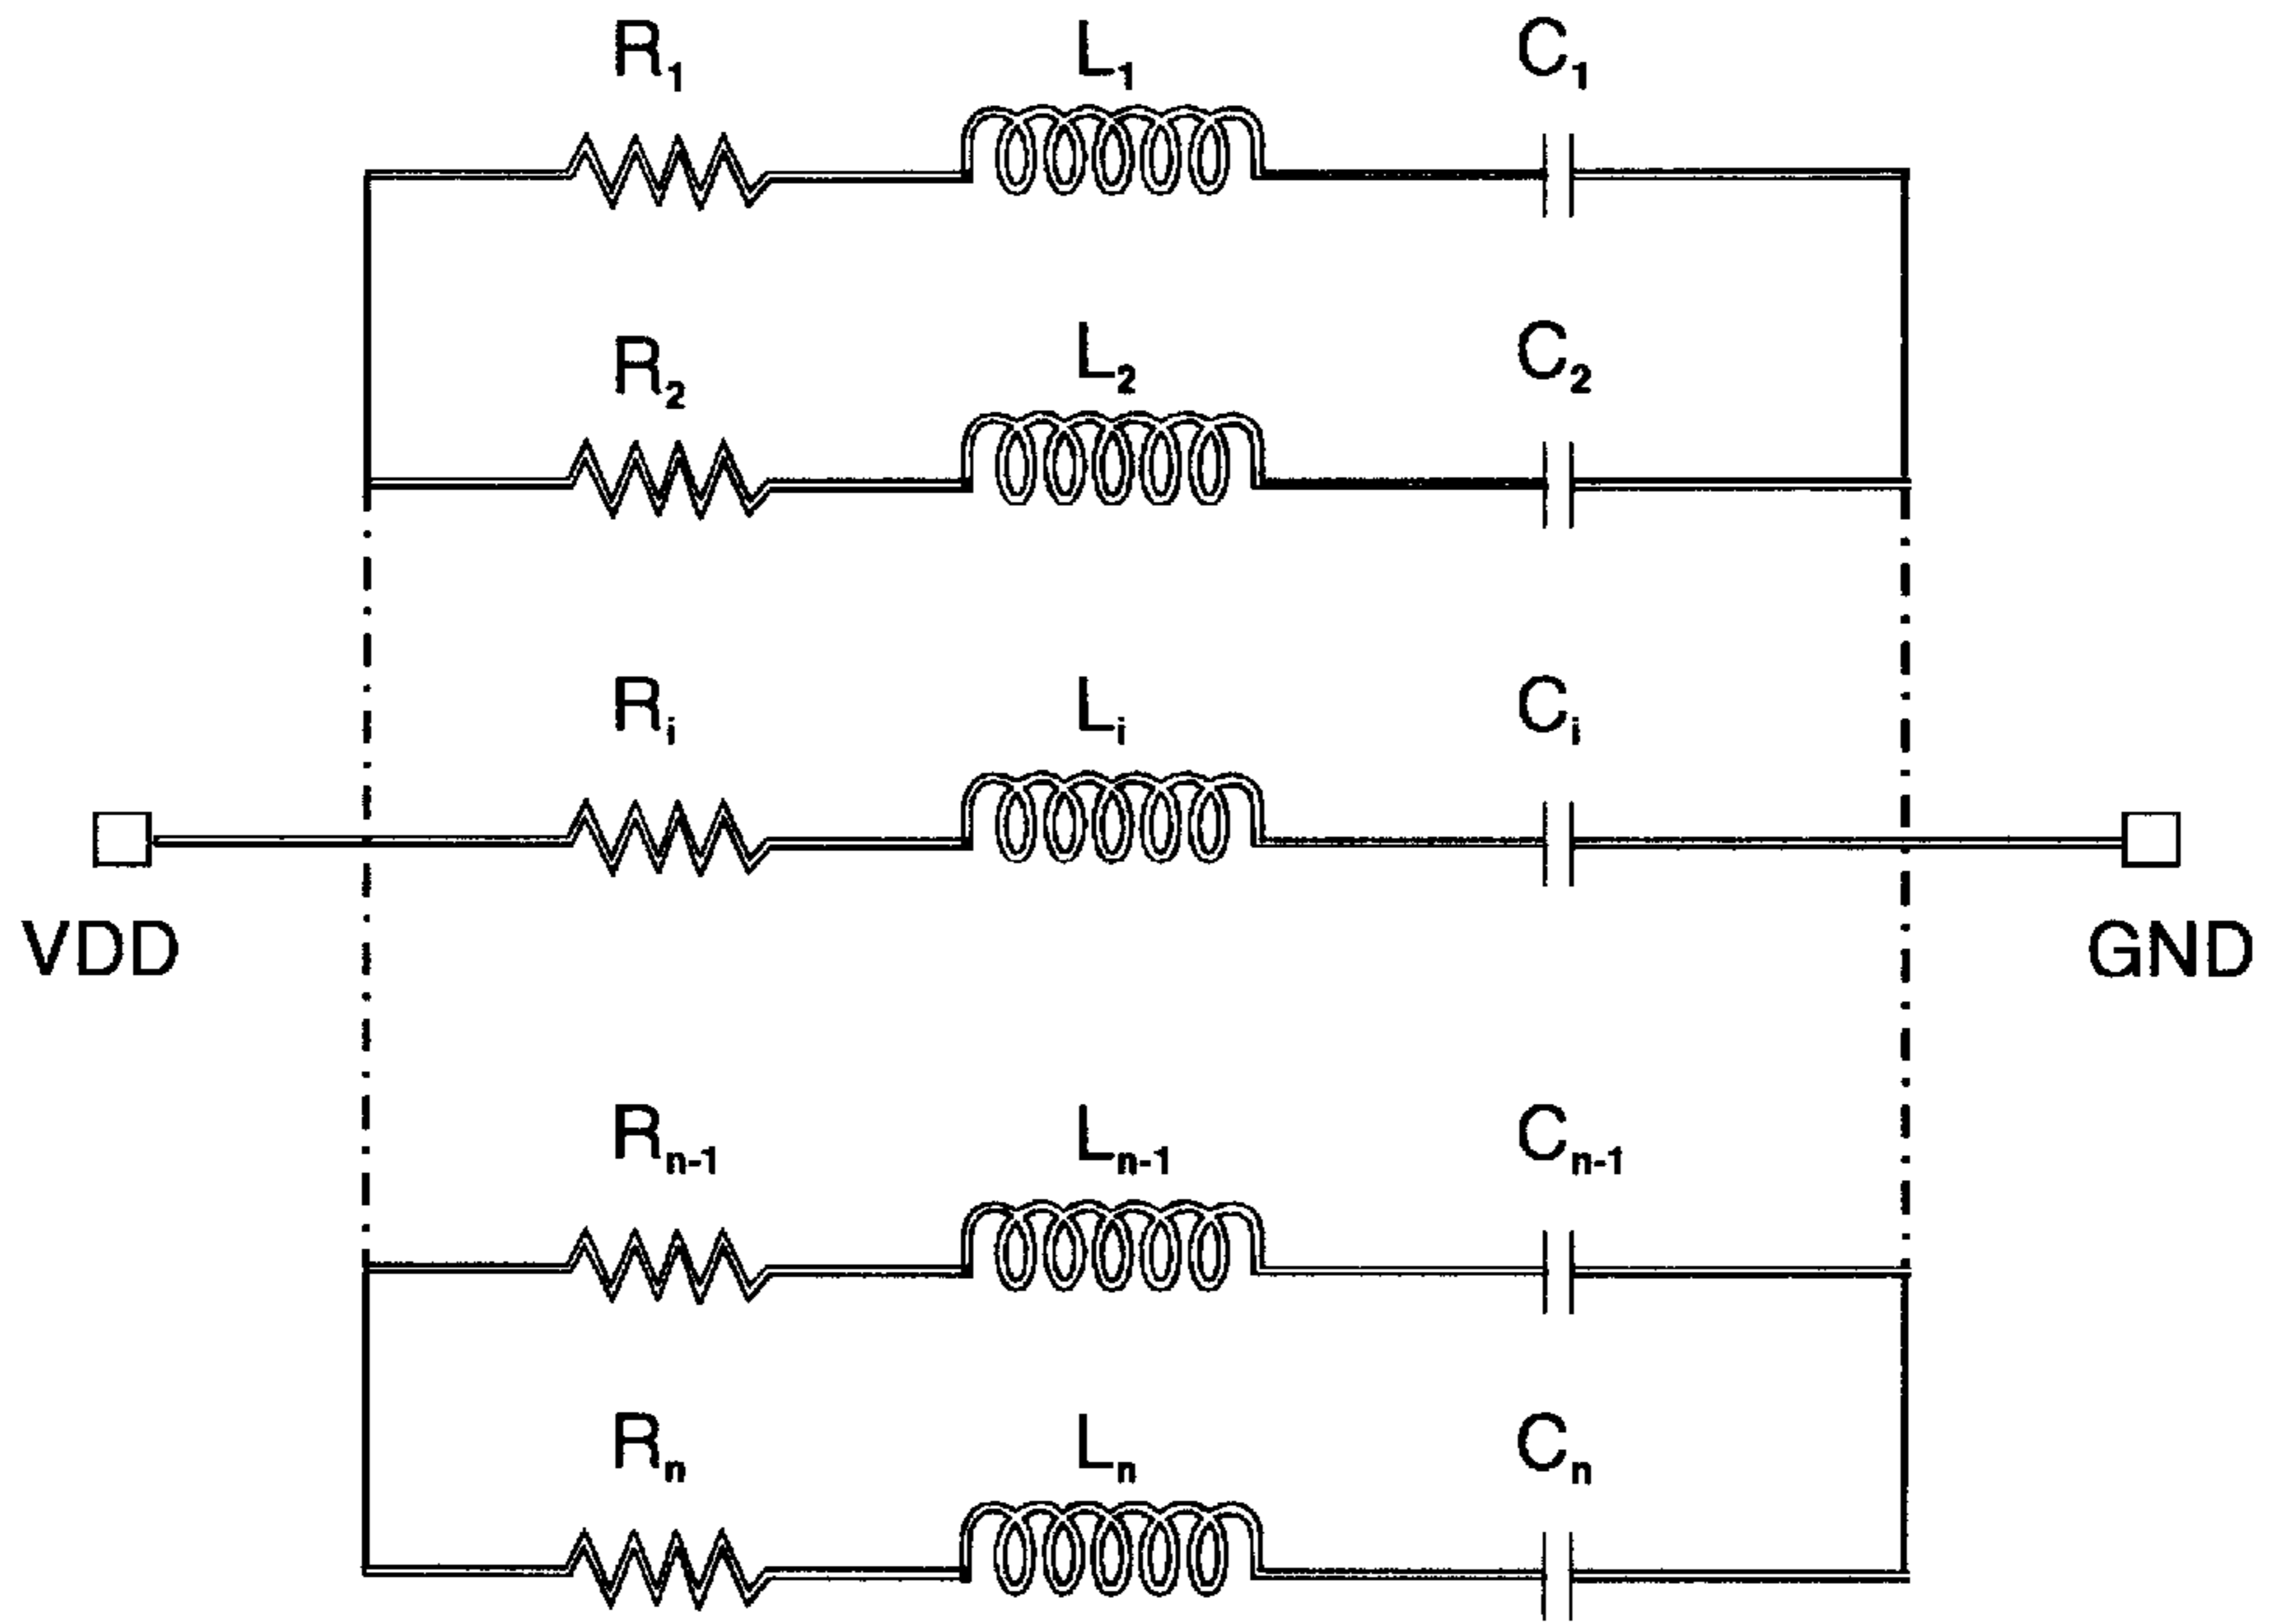 R₁ L₁ C₁
R₂ L₂ C₂
Rᵢ Lᵢ Cᵢ
VDD GND
Rₙ₋₁ Lₙ₋₁ Cₙ₋₁
Rₙ Lₙ Cₙ